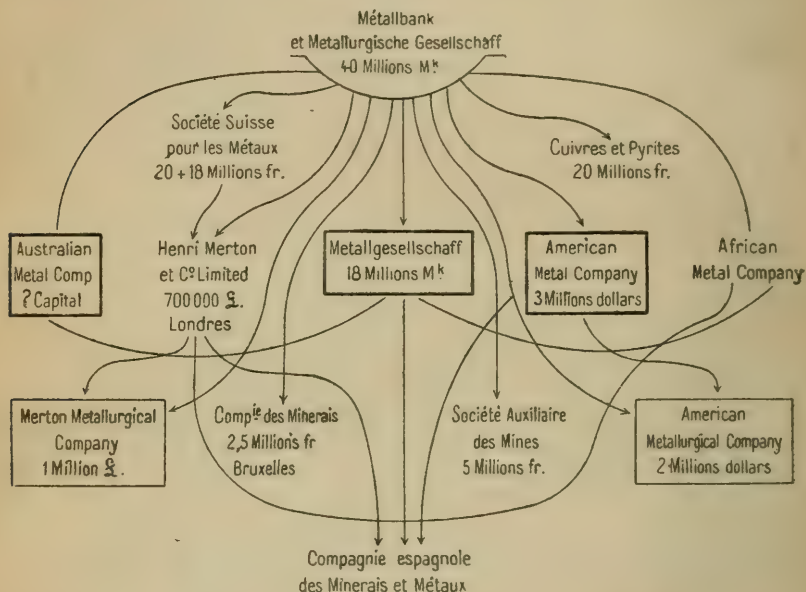 Métallbank
et Metallurgische Gesellschaff
40 Millions Mk
Société Suisse
pour les Métaux
20 + 18 Millions fr.
Cuivres et Pyrites
20 Millions fr.
Australian
Metal Comp
? Capital
Henri Merton
et Co Limited
700 000 £.
Londres
Metallgesellschaff
18 Millions Mk
American
Metal Company
3 Millions dollars
African
Metal Company
Merton Metallurgical
Company
1 Million £.
Compie des Minerais
2,5 Millions fr
Bruxelles
Société Auxiliaire
des Mines
5 Millions fr.
American
Metallurgical Company
2 Millions dollars
Compagnie espagnole
des Minerais et Métaux